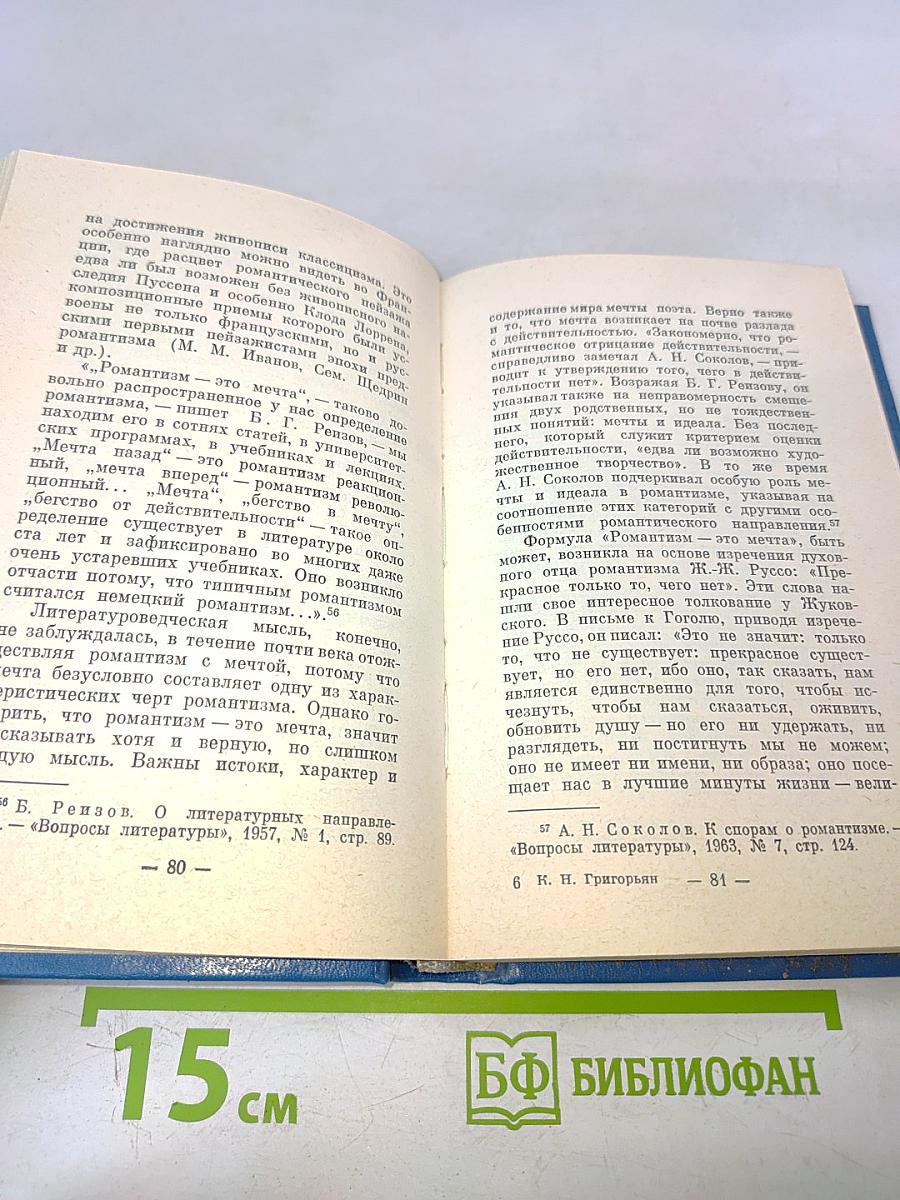 на достижения живописи классицизма. Это
особенно наглядно можно видеть во Фран-
ции, где расцвет романтического пейзажа
едва ли был возможен без живописного на-
следия Пуссена и особенно Клода Лоррена,
композиционные приемы которого были ус-
воены не только французскими, но и рус-
скими первыми пейзажистами эпохи пред-
романтизма (М. М. Иванов, Сем. Щедрин
и др.).
«„Романтизм — это мечта“, — таково до-
вольно распространенное у нас определение
романтизма, — пишет Б. Г. Реизов, — мы
находим его в сотнях статей, в университет-
ских программах, в учебниках и лекциях.
„Мечта назад“ — это романтизм реакцион-
ный, „мечта вперед“ — романтизм револю-
ционный... „Мечта“, „бегство в мечту“,
„бегство от действительности“ — такое оп-
ределение существует в литературе около
ста лет и зафиксировано во многих даже
очень устаревших учебниках. Оно возникло
отчасти потому, что типичным романтизмом
считался немецкий романтизм...».56
Литературоведческая мысль, конечно,
не заблуждалась, в течение почти века отож-
дествляя романтизм с мечтой, потому что
мечта безусловно составляет одну из харак-
теристических черт романтизма. Однако го-
ворить, что романтизм — это мечта, значит
сказывать хотя и верную, но слишком
щую мысль. Важны истоки, характер и
56 Б. Реизов. О литературных направле-
. — «Вопросы литературы», 1957, № 1, стр. 89.
— 80 —
содержание мира мечты поэта. Верно также
и то, что мечта возникает на почве разлада
с действительностью. «Закономерно, что ро-
мантическое отрицание действительности, —
справедливо замечал А. Н. Соколов, — при-
водит к утверждению того, чего в действи-
тельности нет». Возражая Б. Г. Реизову, он
указывал также на неправомерность смеше-
ния двух родственных, но не тождествен-
ных понятий: мечты и идеала. Без послед-
него, который служит критерием оценки
действительности, «едва ли возможно худо-
жественное творчество». В то же время
А. Н. Соколов подчеркивал особую роль ме-
чты и идеала в романтизме, указывая на
соотношение этих категорий с другими осо-
бенностями романтического направления.57
Формула «Романтизм — это мечта», быть
может, возникла на основе изречения духов-
ного отца романтизма Ж.-Ж. Руссо: «Пре-
красное только то, чего нет». Эти слова на-
шли свое интересное толкование у Жуков-
ского. В письме к Гоголю, приводя изрече-
ние Руссо, он писал: «Это не значит: только
то, что не существует: прекрасное сущест-
вует, но его нет, ибо оно, так сказать, нам
является единственно для того, чтобы ис-
чезнуть, чтобы нам сказаться, оживить,
обновить душу — но его ни удержать, ни
разглядеть, ни постигнуть мы не можем;
оно не имеет ни имени, ни образа; оно посе-
щает нас в лучшие минуты жизни — вели-
57 А. Н. Соколов. К спорам о романтизме. —
«Вопросы литературы», 1963, № 7, стр. 124.
6 К. Н. Григорьян — 81 —
15 см
БФ БИБЛИОФАН